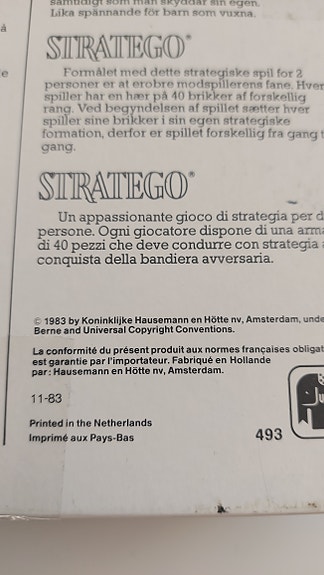 samtidigt som man skyddar sin egen.
Lika spännande för barn som vuxna.
å
STRATEGO®
e
Formålet med dette strategiske spil for 2
personer er at erobre modspillerens fane. Hver
spiller har en hær på 40 brikker af forskellig
rang. Ved begyndelsen af spillet sætter hver
spiller sine brikker i sin egen strategiske
formation, derfor er spillet forskellig fra gang t
gang.
STRATEGO®
Un appassionante gioco di strategia per d
persone. Ogni giocatore dispone di una arma
di 40 pezzi che deve condurre con strategia a
conquista della bandiera avversaria.
© 1983 by Koninklijke Hausemann en Hötte nv, Amsterdam, unde
Berne and Universal Copyright Conventions.
La conformité du présent produit aux normes françaises obligat
est garantie par l'importateur. Fabriqué en Hollande
par: Hausemann en Hötte nv, Amsterdam.
11-83
Printed in the Netherlands
Imprimé aux Pays-Bas
493
Ju